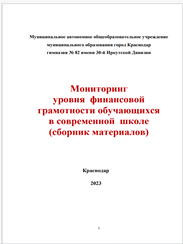 Муниципальное автономное общеобразовательное учреждение
муниципального образования город Краснодар
гимназия № 82 имени 30-й Иркутской Дивизии
Мониторинг
уровня финансовой
грамотности обучающихся
в современной школе
(сборник материалов)
Краснодар
2023
1